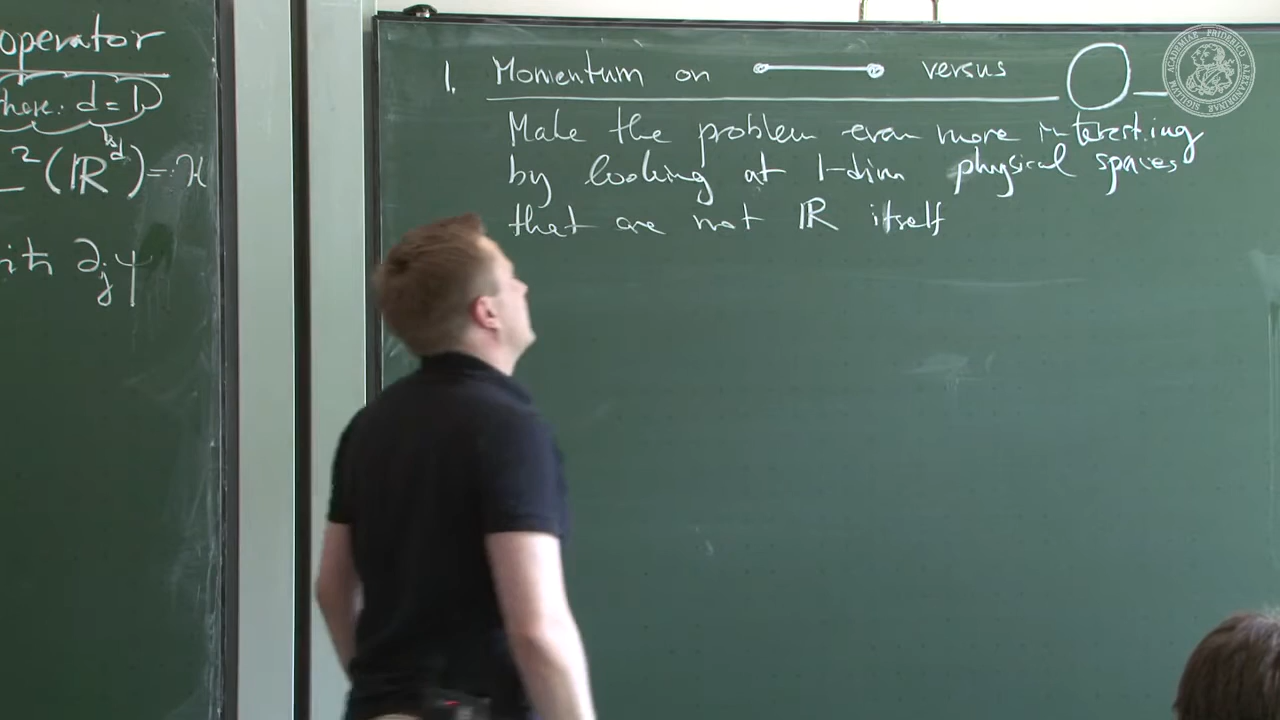 operator
here: d = 1
L²(ℝᵈ) = ℋ
with ∂ⱼ ψ
1. Momentum on versus
Make the problem even more interesting
by looking at 1-dim physical spaces
that are not ℝ itself